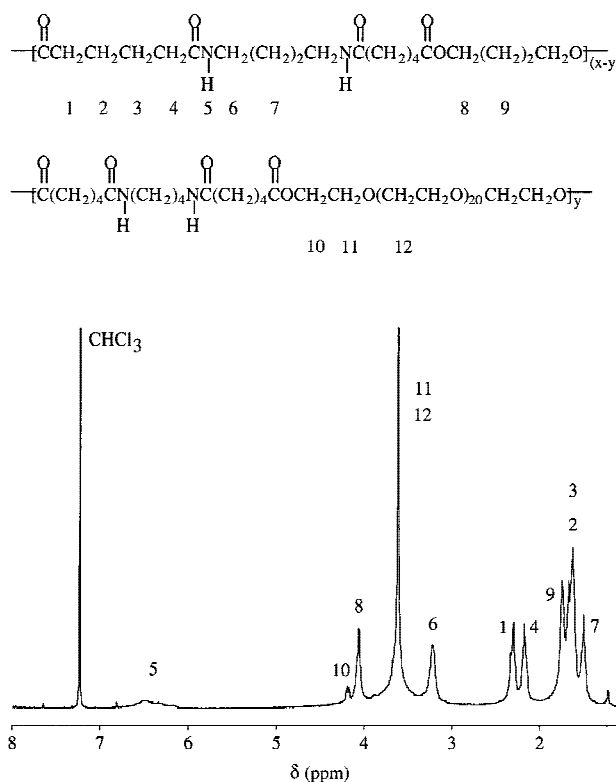 O O O O
[CCH₂CH₂CH₂CH₂CNCH₂(CH₂)₂CH₂NC(CH₂)₄COCH₂(CH₂)₂CH₂O](x-y
H H
1 2 3 4 5 6 7 8 9
O O O O
[C(CH₂)₄CN(CH₂)₄NC(CH₂)₄COCH₂CH₂O(CH₂CH₂O)₂₀CH₂CH₂O]y
H H
10 11 12
CHCl₃
11
12
3
2
5
10
8
6
1
4
9
7
8 7 6 5 4 3 2
δ (ppm)